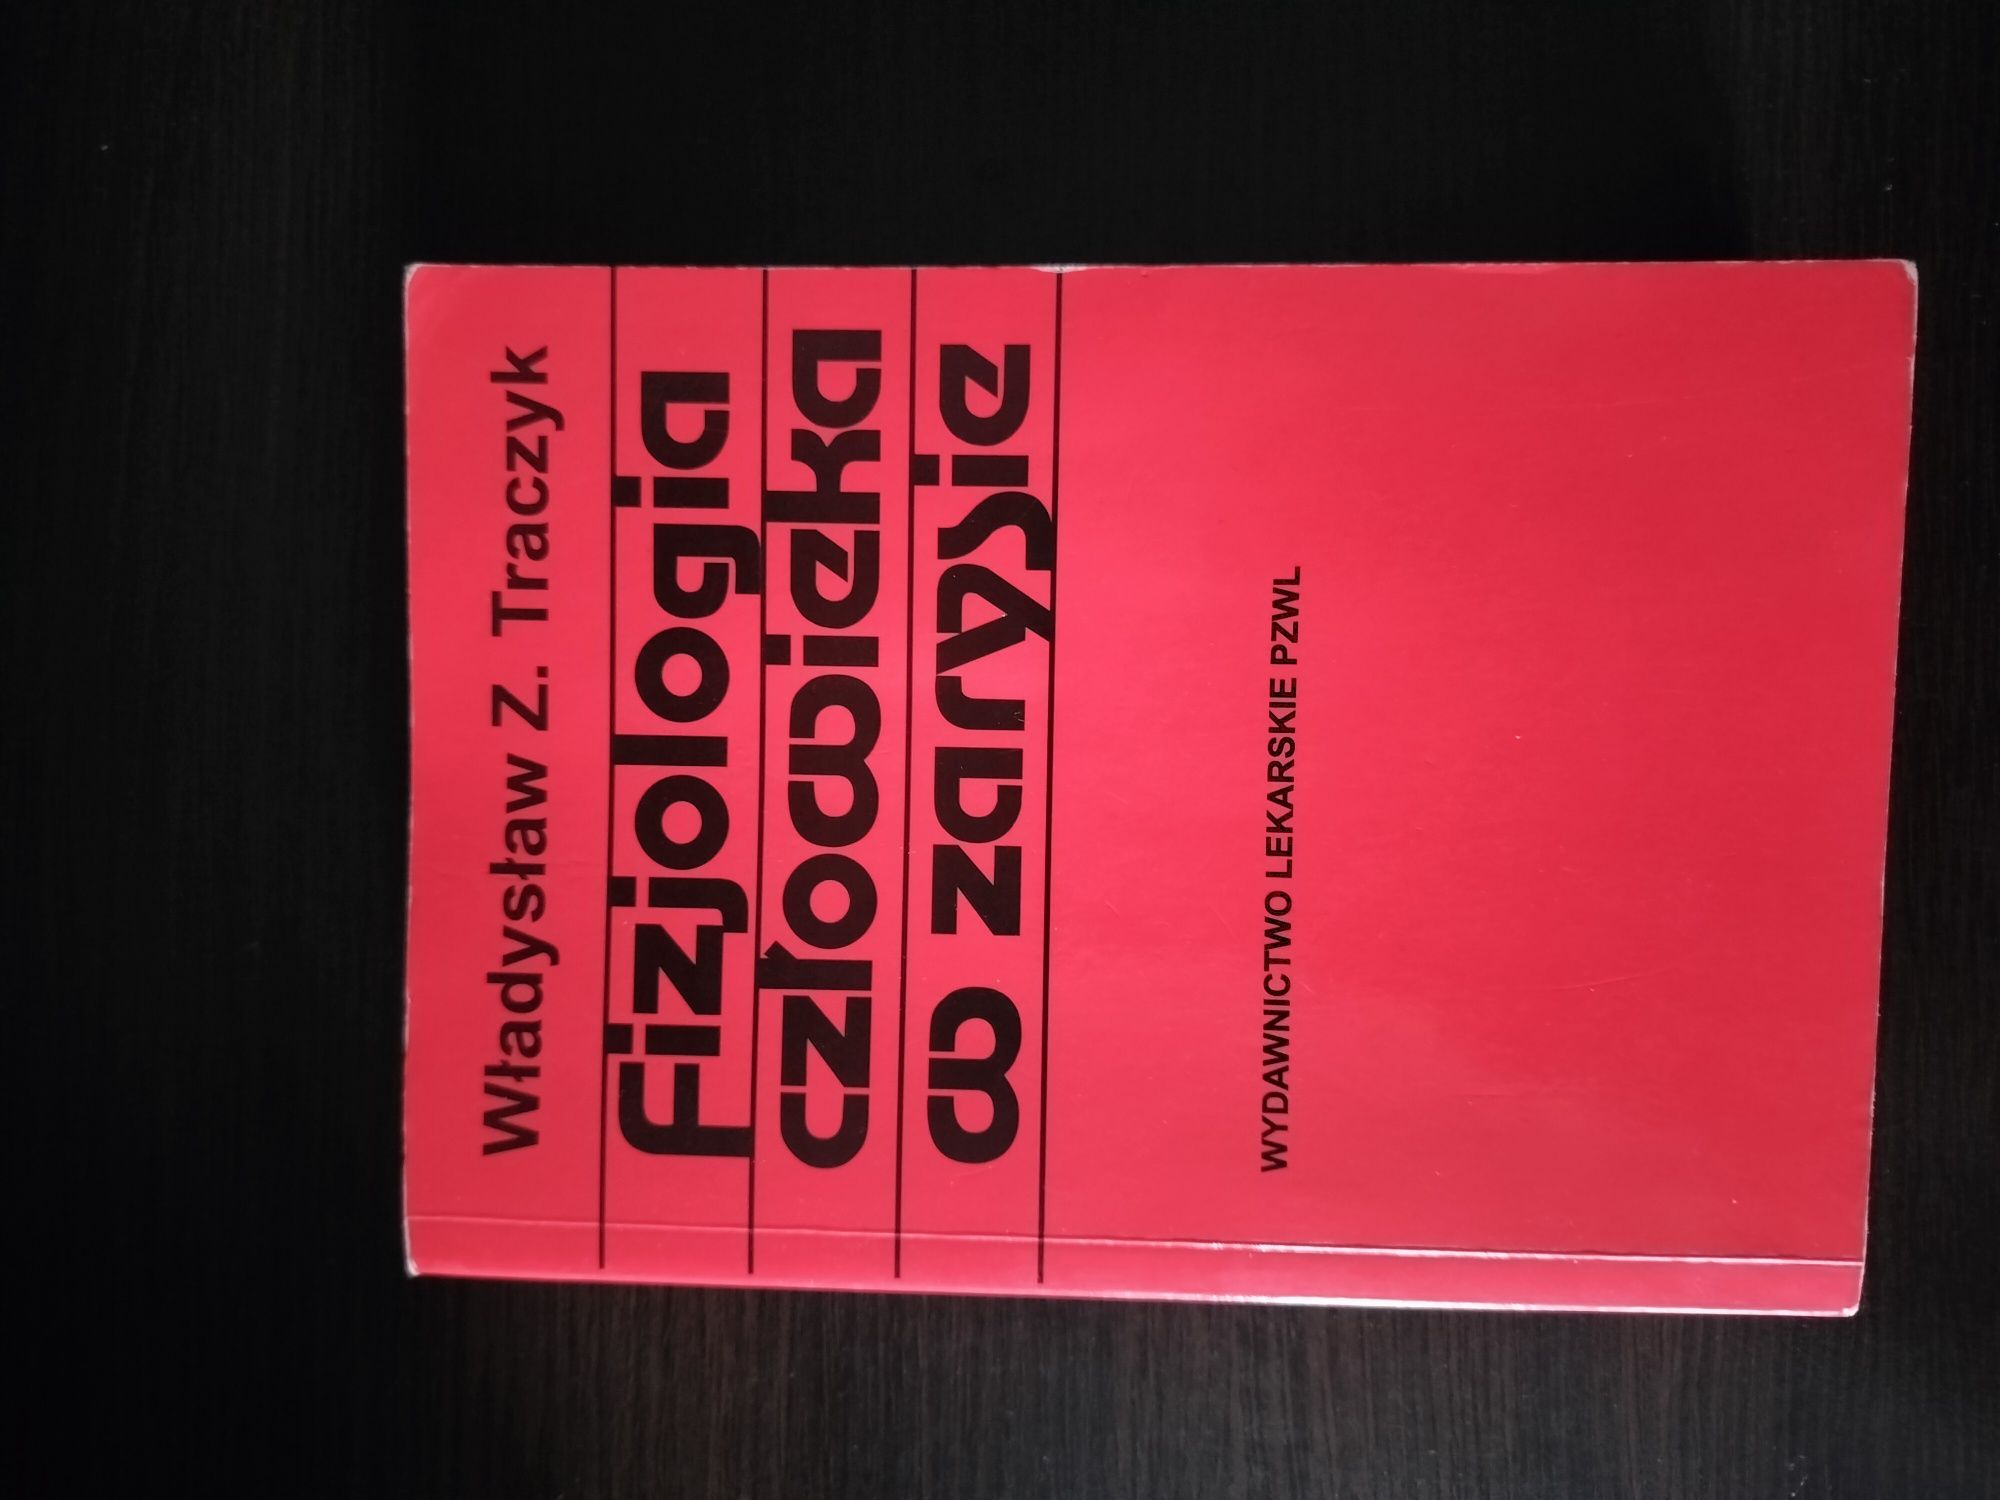 Władysław Z. Traczyk
Fizjologia
człowieka
w zarysie
WYDAWNICTWO LEKARSKIE PZWL